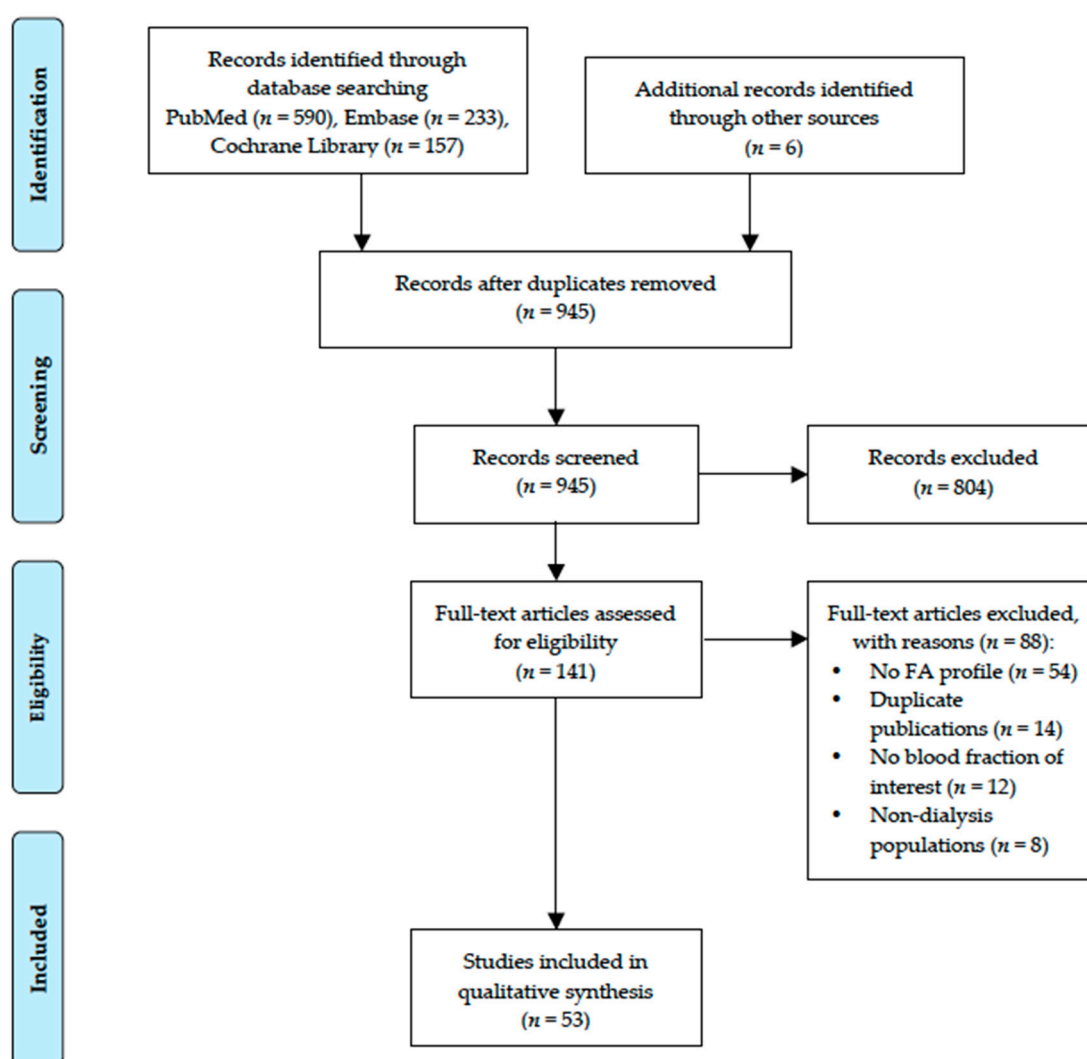 Identification
Records identified through
database searching
PubMed (n = 590), Embase (n = 233),
Cochrane Library (n = 157)
Additional records identified
through other sources
(n = 6)
Records after duplicates removed
(n = 945)
Screening
Records screened
(n = 945)
Records excluded
(n = 804)
Eligibility
Full-text articles assessed
for eligibility
(n = 141)
Full-text articles excluded,
with reasons (n = 88):
• No FA profile (n = 54)
• Duplicate
publications (n = 14)
• No blood fraction of
interest (n = 12)
• Non-dialysis
populations (n = 8)
Included
Studies included in
qualitative synthesis
(n = 53)